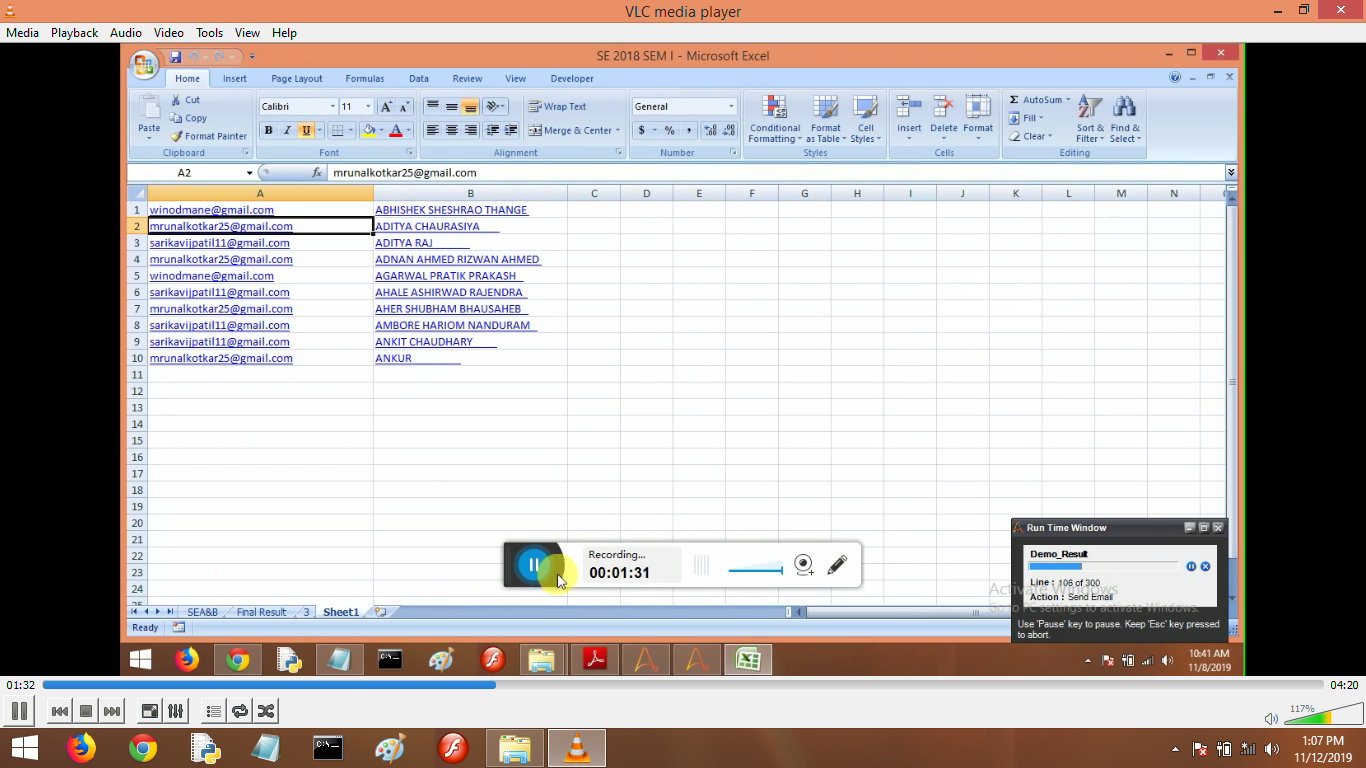 VLC media player
Media Playback Audio Video Tools View Help
SE 2018 SEM I - Microsoft Excel
Home Insert Page Layout Formulas Data Review View Developer
Paste
Cut
Copy
Format Painter
Clipboard
Calibri 11
B I U
Font
Wrap Text
Merge & Center
Alignment
General
$ % ,
Number
Conditional Formatting
Format as Table
Cell Styles
Styles
Insert Delete Format
Cells
Σ AutoSum
Fill
Clear
Sort & Filter
Find & Select
Editing
A2 fx mrunalkotkar25@gmail.com
A B C D E F G H I J K L M N
1 winodmane@gmail.com ABHISHEK SHESHRAO THANGE
2 mrunalkotkar25@gmail.com ADITYA CHAURASIYA
3 sarikavijpatil11@gmail.com ADITYA RAJ
4 mrunalkotkar25@gmail.com ADNAN AHMED RIZWAN AHMED
5 winodmane@gmail.com AGARWAL PRATIK PRAKASH
6 sarikavijpatil11@gmail.com AHALE ASHIRWAD RAJENDRA
7 mrunalkotkar25@gmail.com AHER SHUBHAM BHAUSAHEB
8 sarikavijpatil11@gmail.com AMBORE HARIOM NANDURAM
9 sarikavijpatil11@gmail.com ANKIT CHAUDHARY
10 mrunalkotkar25@gmail.com ANKUR
11
12
13
14
15
16
17
18
19
20
21
22
23
24
Recording...
00:01:31
Run Time Window
Demo_Result
Line : 106 of 300
Action : Send Email
Use 'Pause' key to pause. Keep 'Esc' key pressed
to abort.
Activate Windows
Go to PC settings to activate Windows.
SEA&B Final Result 3 Sheet1
Ready
10:41 AM
11/8/2019
01:32 04:20
117%
1:07 PM
11/12/2019